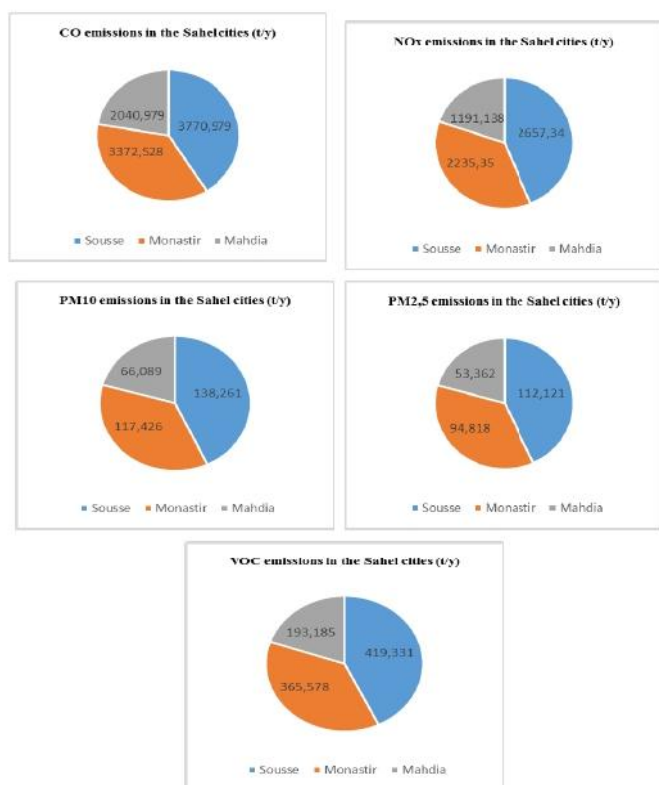 CO emissions in the Sahel cities (t/y)
2040,979
3770,979
3372,528
Sousse Monastir Mahdia
NOx emissions in the Sahel cities (t/y)
1191,138
2657,34
2235,35
Sousse Monastir Mahdia
PM10 emissions in the Sahel cities (t/y)
66,089
138,261
117,426
Sousse Monastir Mahdia
PM2,5 emissions in the Sahel cities (t/y)
53,362
112,121
94,818
Sousse Monastir Mahdia
VOC emissions in the Sahel cities (t/y)
193,185
419,331
365,578
Sousse Monastir Mahdia